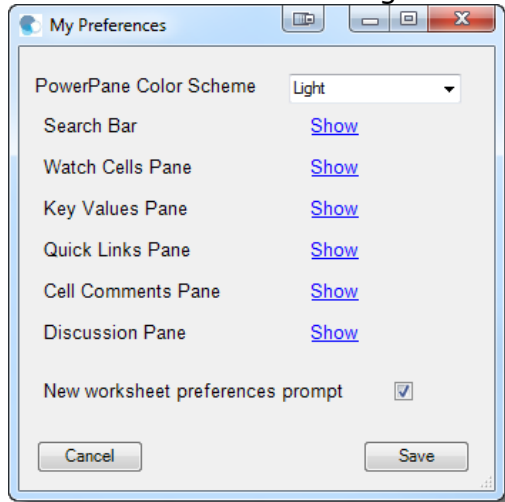 My Preferences
PowerPane Color Scheme Light
Search Bar Show
Watch Cells Pane Show
Key Values Pane Show
Quick Links Pane Show
Cell Comments Pane Show
Discussion Pane Show
New worksheet preferences prompt
Cancel Save